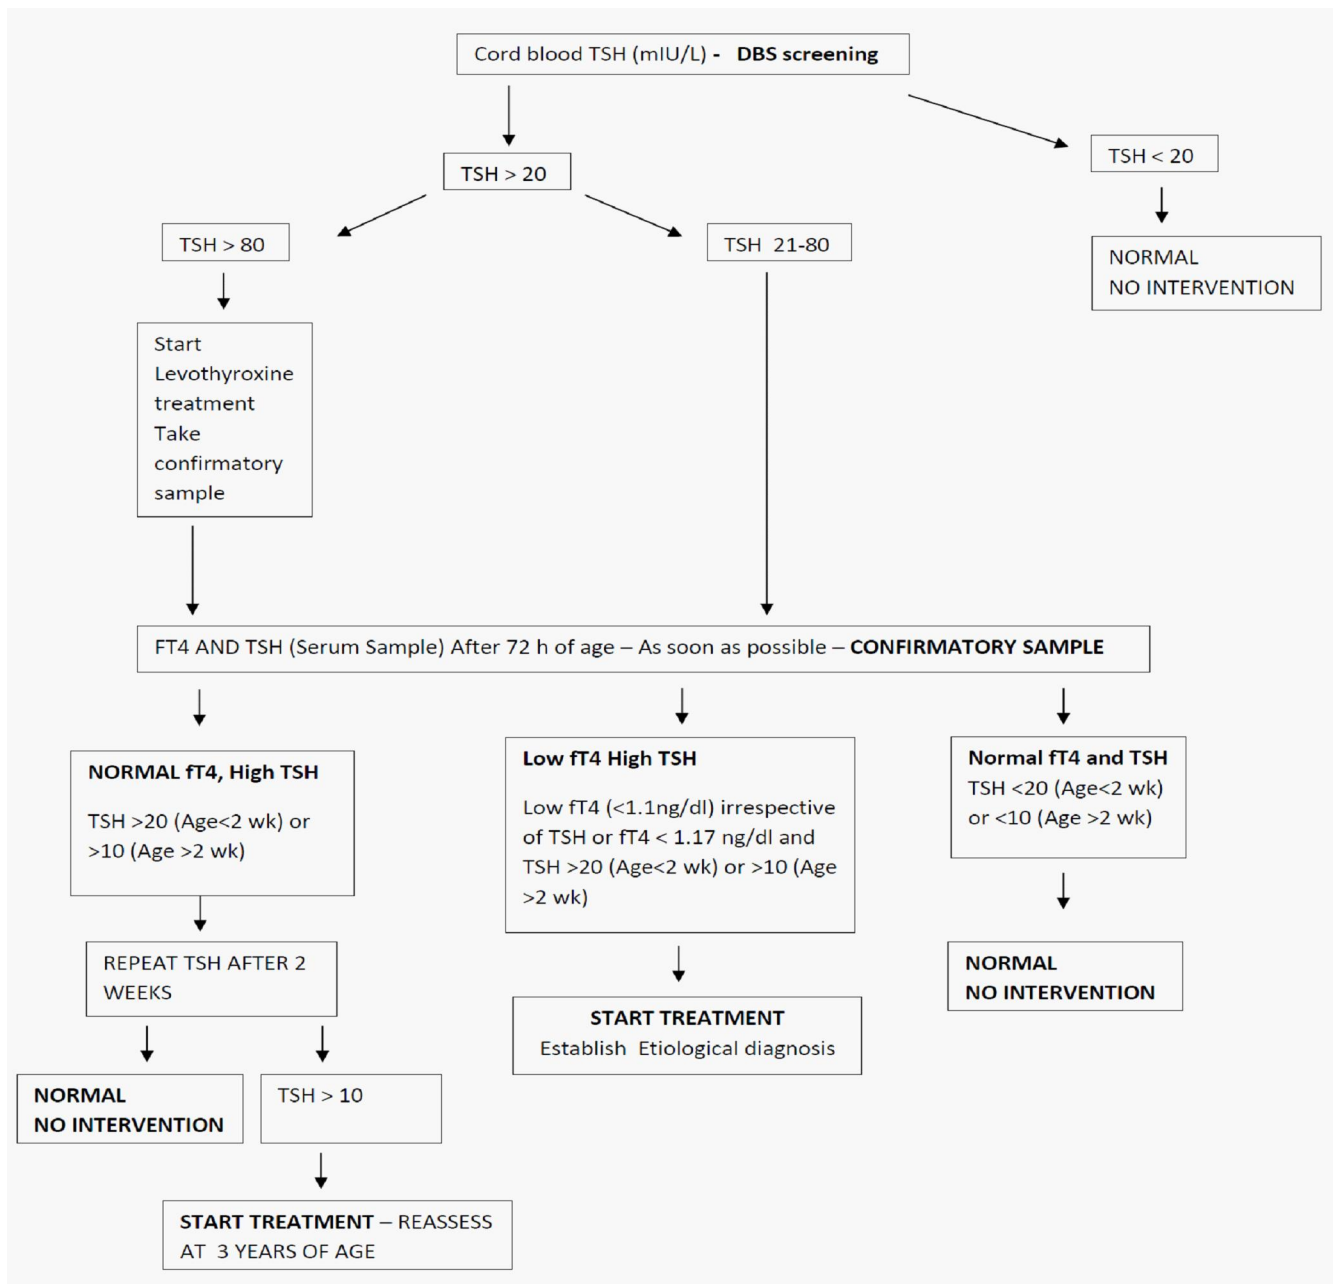 Cord blood TSH (mIU/L) - DBS screening
TSH > 20
TSH < 20
TSH > 80
TSH 21-80
NORMAL
NO INTERVENTION
Start
Levothyroxine
treatment
Take
confirmatory
sample
FT4 AND TSH (Serum Sample) After 72 h of age – As soon as possible – CONFIRMATORY SAMPLE
NORMAL fT4, High TSH
TSH >20 (Age<2 wk) or
>10 (Age >2 wk)
Low fT4 High TSH
Low fT4 (<1.1ng/dl) irrespective
of TSH or fT4 < 1.17 ng/dl and
TSH >20 (Age<2 wk) or >10 (Age
>2 wk)
Normal fT4 and TSH
TSH <20 (Age<2 wk)
or <10 (Age >2 wk)
REPEAT TSH AFTER 2
WEEKS
START TREATMENT
Establish Etiological diagnosis
NORMAL
NO INTERVENTION
NORMAL
NO INTERVENTION
TSH > 10
START TREATMENT – REASSESS
AT 3 YEARS OF AGE